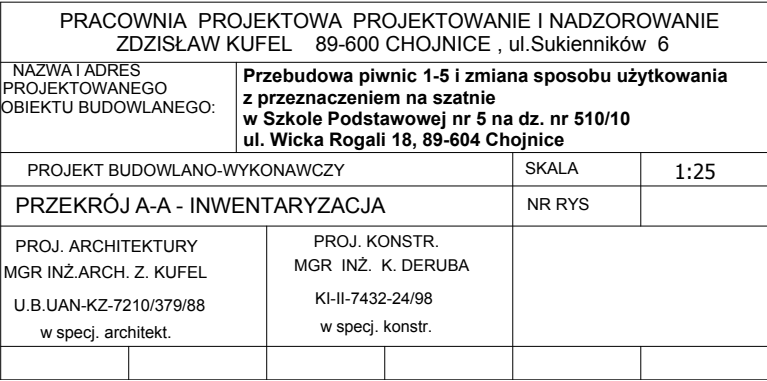 PRACOWNIA PROJEKTOWA PROJEKTOWANIE I NADZOROWANIE
ZDZISŁAW KUFEL 89-600 CHOJNICE , ul.Sukienników 6
NAZWA I ADRES
PROJEKTOWANEGO
OBIEKTU BUDOWLANEGO:
Przebudowa piwnic 1-5 i zmiana sposobu użytkowania
z przeznaczeniem na szatnie
w Szkole Podstawowej nr 5 na dz. nr 510/10
ul. Wicka Rogali 18, 89-604 Chojnice
PROJEKT BUDOWLANO-WYKONAWCZY
SKALA
1:25
PRZEKRÓJ A-A - INWENTARYZACJA
NR RYS
PROJ. ARCHITEKTURY
MGR INŻ.ARCH. Z. KUFEL
U.B.UAN-KZ-7210/379/88
w specj. architekt.
PROJ. KONSTR.
MGR INŻ. K. DERUBA
KI-II-7432-24/98
w specj. konstr.